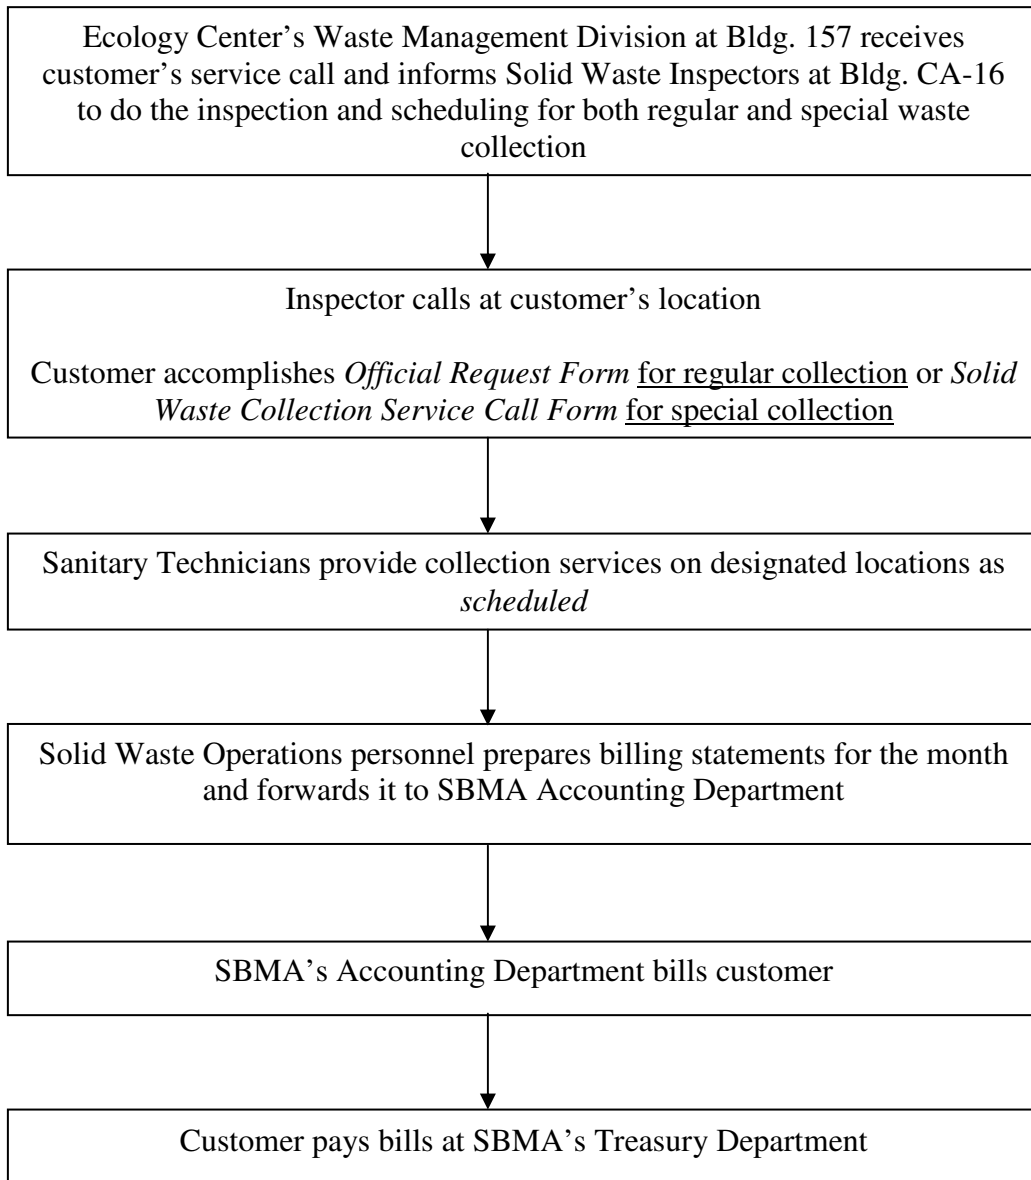 Ecology Center’s Waste Management Division at Bldg. 157 receives
customer’s service call and informs Solid Waste Inspectors at Bldg. CA-16
to do the inspection and scheduling for both regular and special waste
collection
Inspector calls at customer’s location
Customer accomplishes Official Request Form for regular collection or Solid
Waste Collection Service Call Form for special collection
Sanitary Technicians provide collection services on designated locations as
scheduled
Solid Waste Operations personnel prepares billing statements for the month
and forwards it to SBMA Accounting Department
SBMA’s Accounting Department bills customer
Customer pays bills at SBMA’s Treasury Department